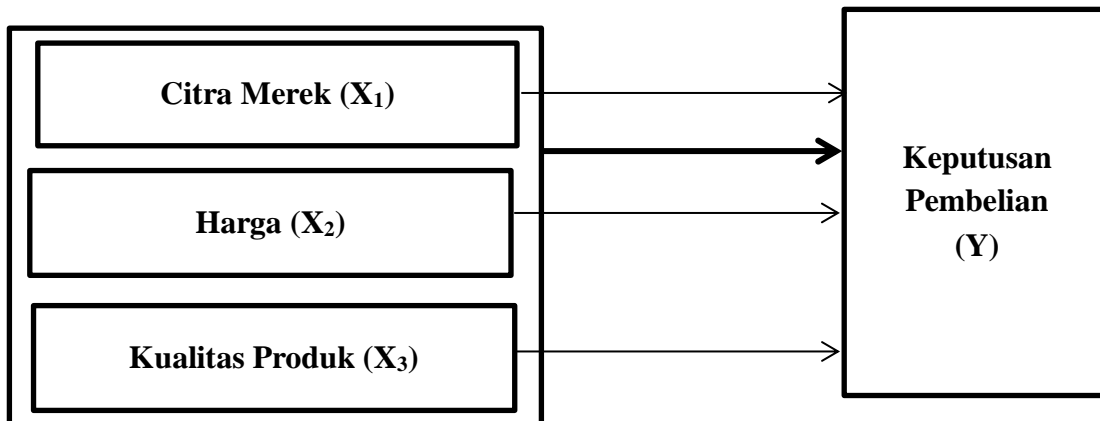 Citra Merek (X₁)
Harga (X₂)
Kualitas Produk (X₃)
Keputusan
Pembelian
(Y)